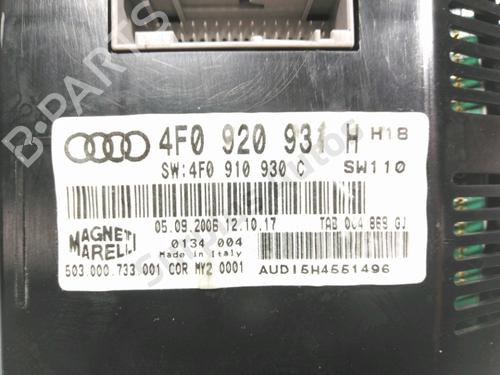 4F0 920 931 H H18
SW:4F0 910 930 C SW110
05.09.2006 12.10.17 TAB 0C4 869 GJ
MAGNETI
MARELLI
0134 004
Made in Italy
503.000.733.001 COR MY2 0001 AUDI5H4551496
B-PARTS